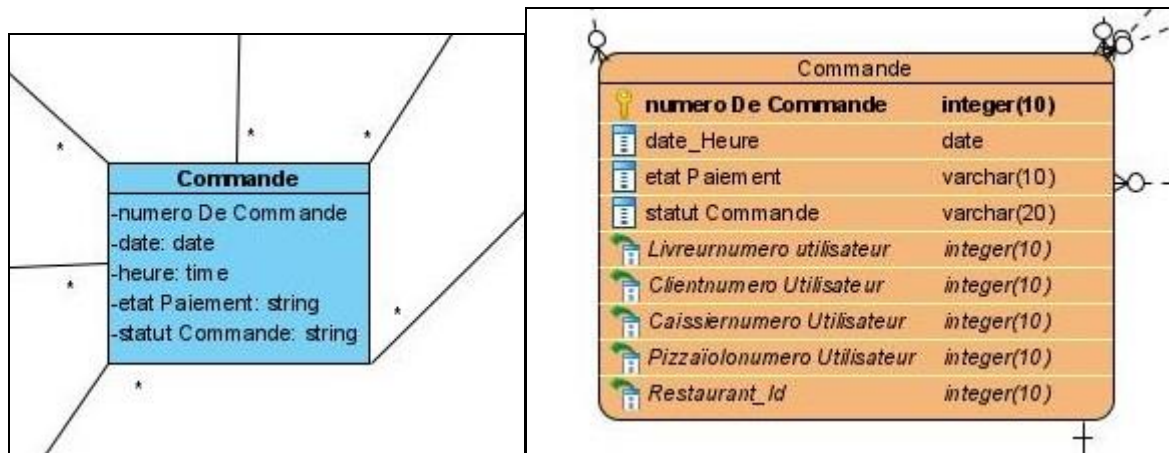 *
*
*
Commande
-numero De Commande
-date: date
-heure: time
-etat Paiement: string
-statut Commande: string
*
*
*
Commande
numero De Commande integer(10)
date_Heure date
etat Paiement varchar(10)
statut Commande varchar(20)
Livreurnumero utilisateur integer(10)
Clientnumero Utilisateur integer(10)
Caissiernumero Utilisateur integer(10)
Pizzaïolonumero Utilisateur integer(10)
Restaurant_Id integer(10)